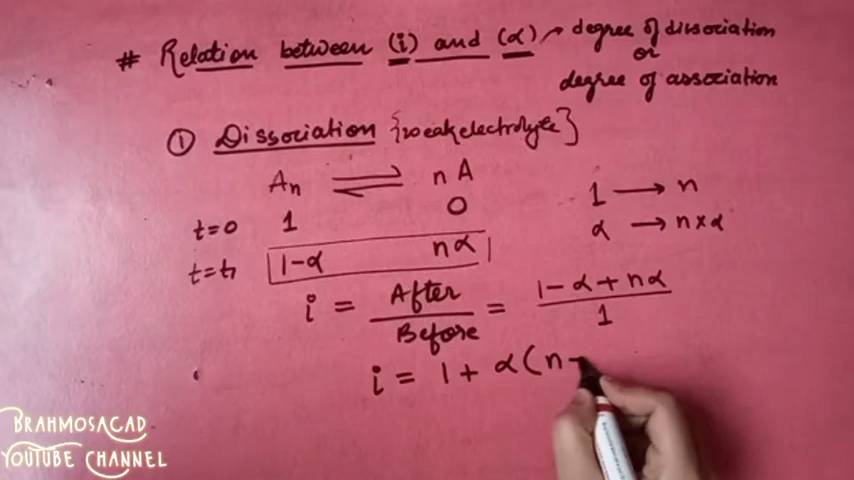 # Relation between (i) and (α) → degree of dissociation
or
degree of association
① Dissociation {weak electrolyte}
An ⇌ nA
t=0 1 0
1 → n
α → n×α
t=t₁ 1-α nα
i = After / Before = 1-α+nα / 1
i = 1+ α(n-
BRAHMOSACAD
YOUTUBE CHANNEL